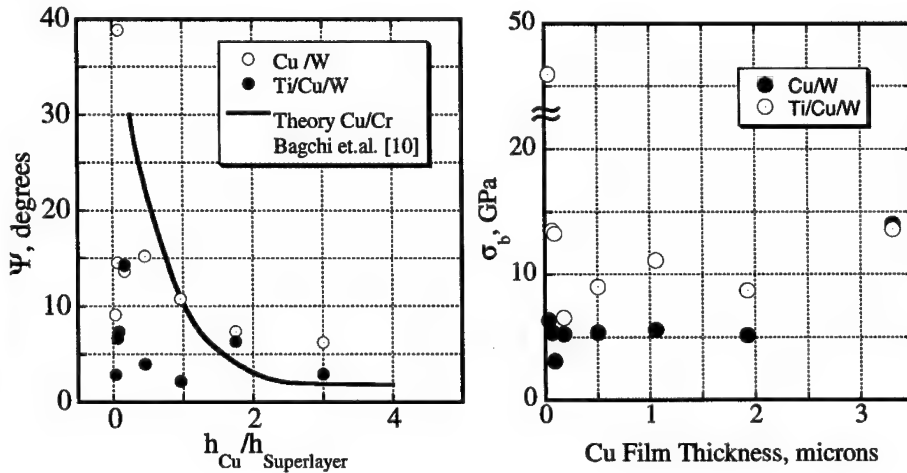 40
30
20
10
0
Ψ, degrees
Cu /W
Ti/Cu/W
Theory Cu/Cr
Bagchi et.al. [10]
0
2
4
h_Cu/h_Superlayer
50
20
10
0
σ_b, GPa
Cu/W
Ti/Cu/W
0
1
2
3
Cu Film Thickness, microns